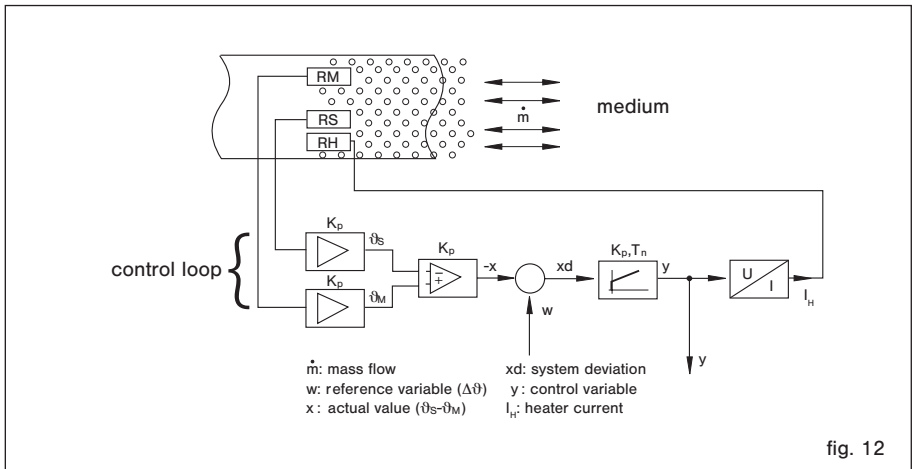 RM
RS
RH
ṁ
medium
control loop
Kp
ϑS
Kp
ϑM
Kp
−
+
-x
xd
w
Kp,Tn
y
U
I
IH
y
ṁ: mass flow
w: reference variable (Δϑ)
x : actual value (ϑS-ϑM)
xd: system deviation
y : control variable
IH: heater current
fig. 12